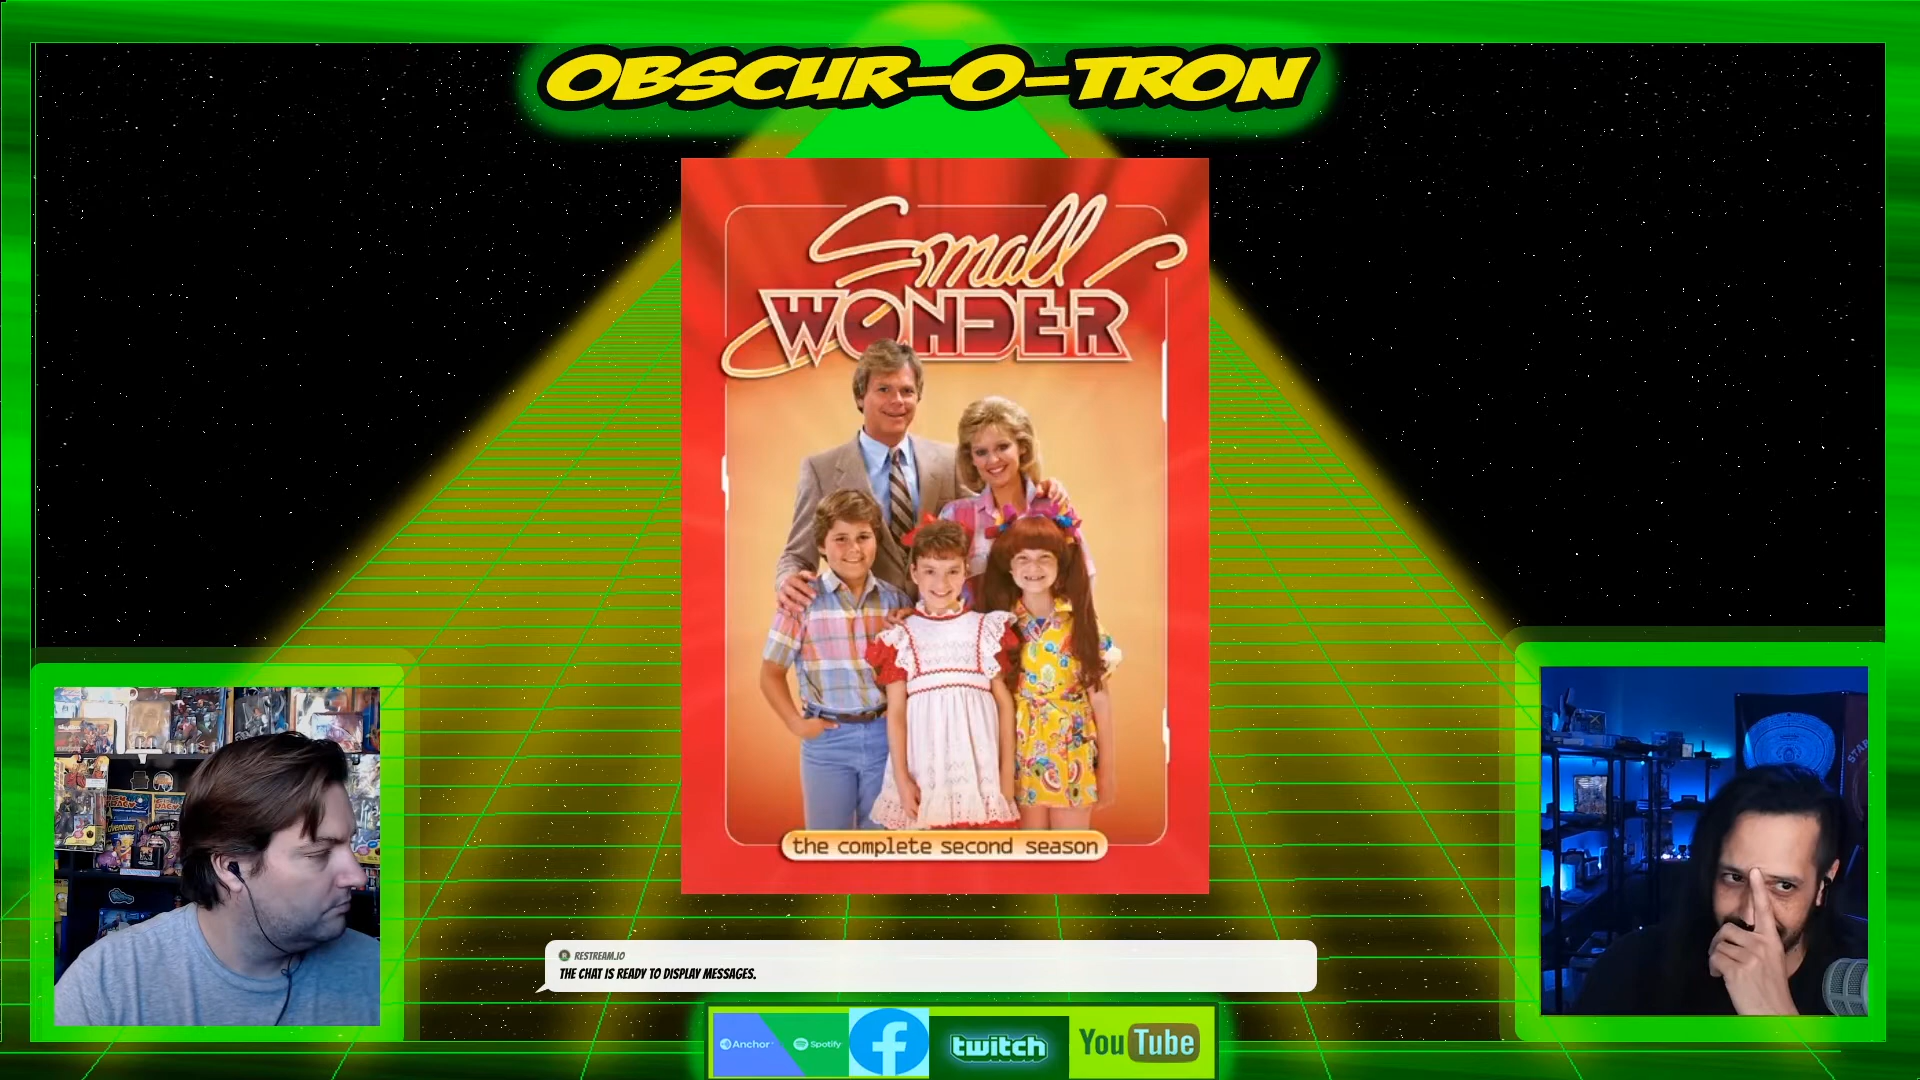 OBSCUR-O-TRON
Small
WONDER
the complete second season
RESTREAM.IO
THE CHAT IS READY TO DISPLAY MESSAGES.
Anchor
Spotify
twitch
YouTube
STAR